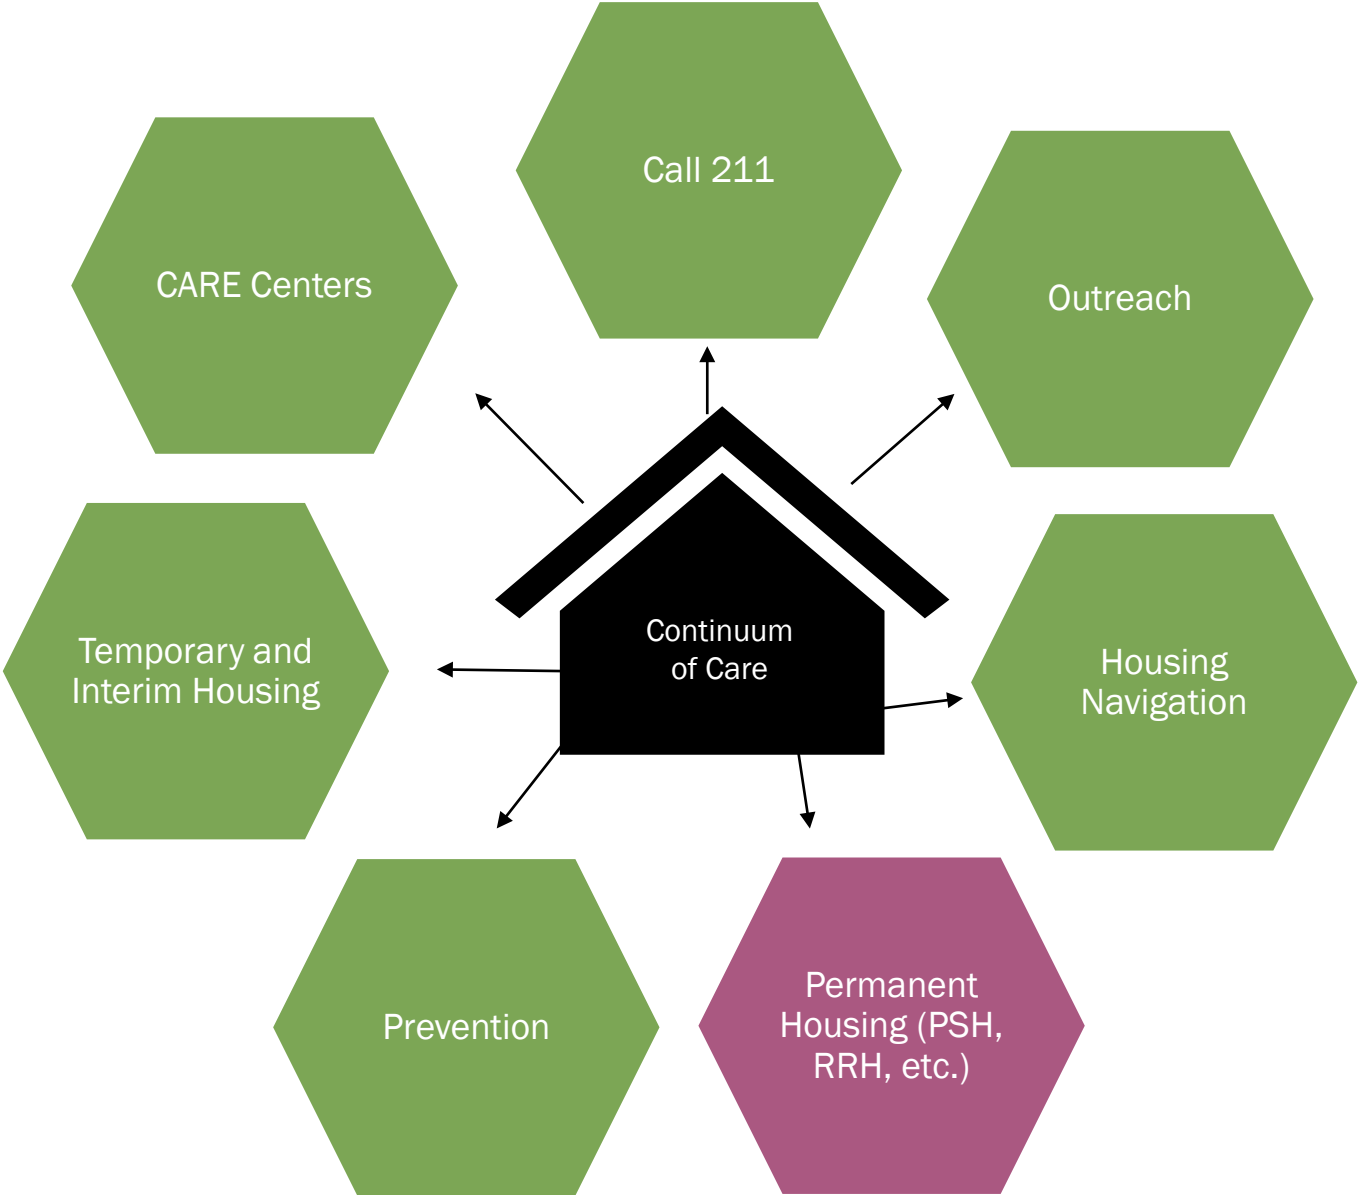 Call 211
CARE Centers
Outreach
Continuum
of Care
Temporary and
Interim Housing
Housing
Navigation
Prevention
Permanent
Housing (PSH,
RRH, etc.)